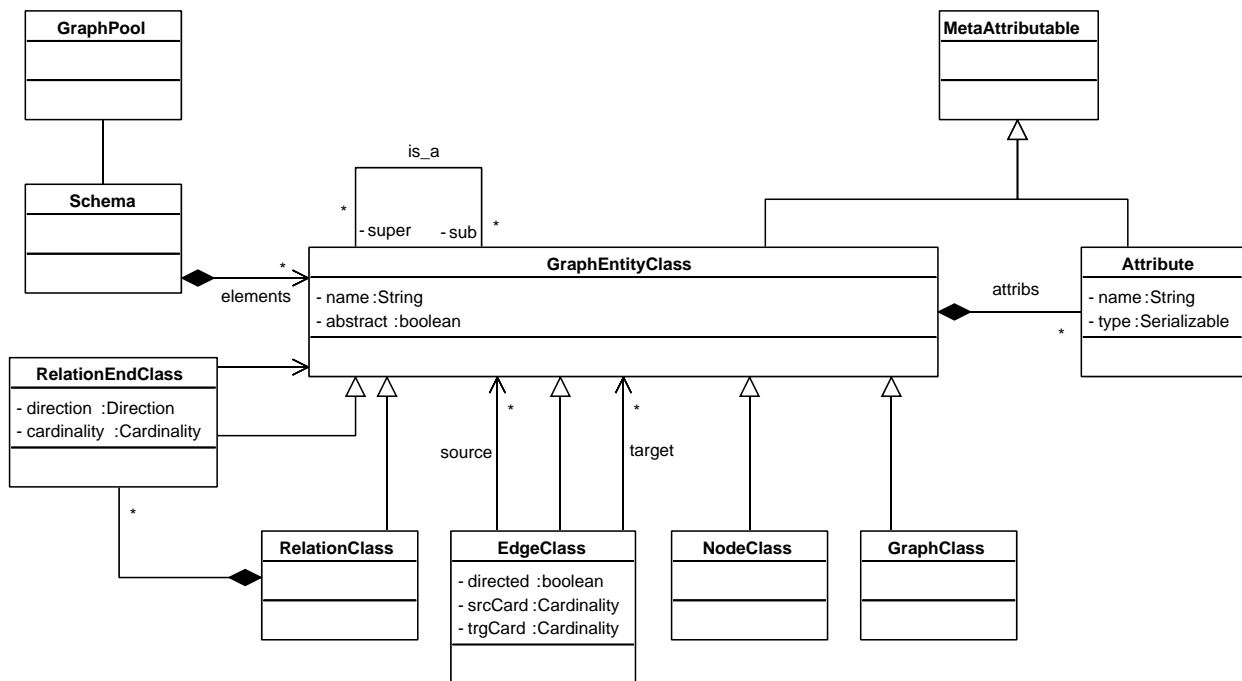 GraphPool
MetaAttributable
is_a
Schema
*
- super
- sub
*
GraphEntityClass
- name :String
- abstract :boolean
*
elements
attribs
*
Attribute
- name :String
- type :Serializable
RelationEndClass
- direction :Direction
- cardinality :Cardinality
*
*
source
target
*
RelationClass
EdgeClass
- directed :boolean
- srcCard :Cardinality
- trgCard :Cardinality
NodeClass
GraphClass